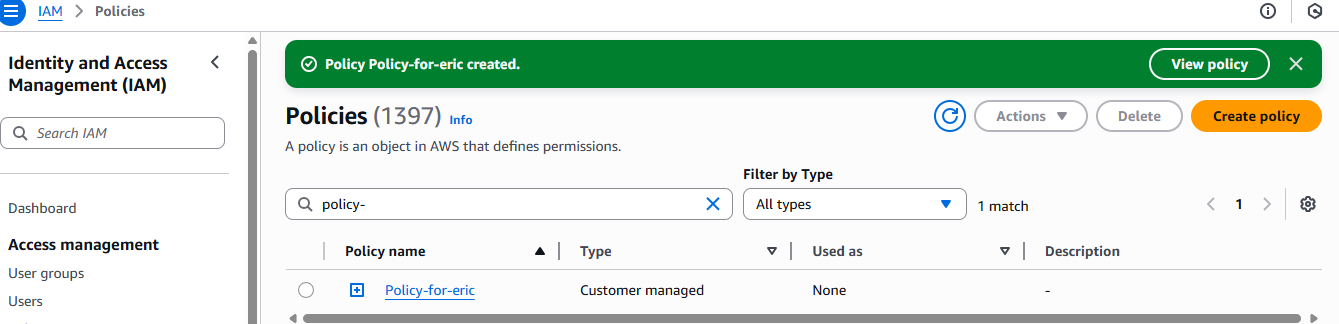 IAM > Policies
Identity and Access Management (IAM)
Search IAM
Dashboard
Access management
User groups
Users
Policy Policy-for-eric created.
View policy
Policies (1397) Info
Actions
Delete
Create policy
A policy is an object in AWS that defines permissions.
Filter by Type
policy-
All types
1 match
1
Policy name
Type
Used as
Description
Policy-for-eric
Customer managed
None
-